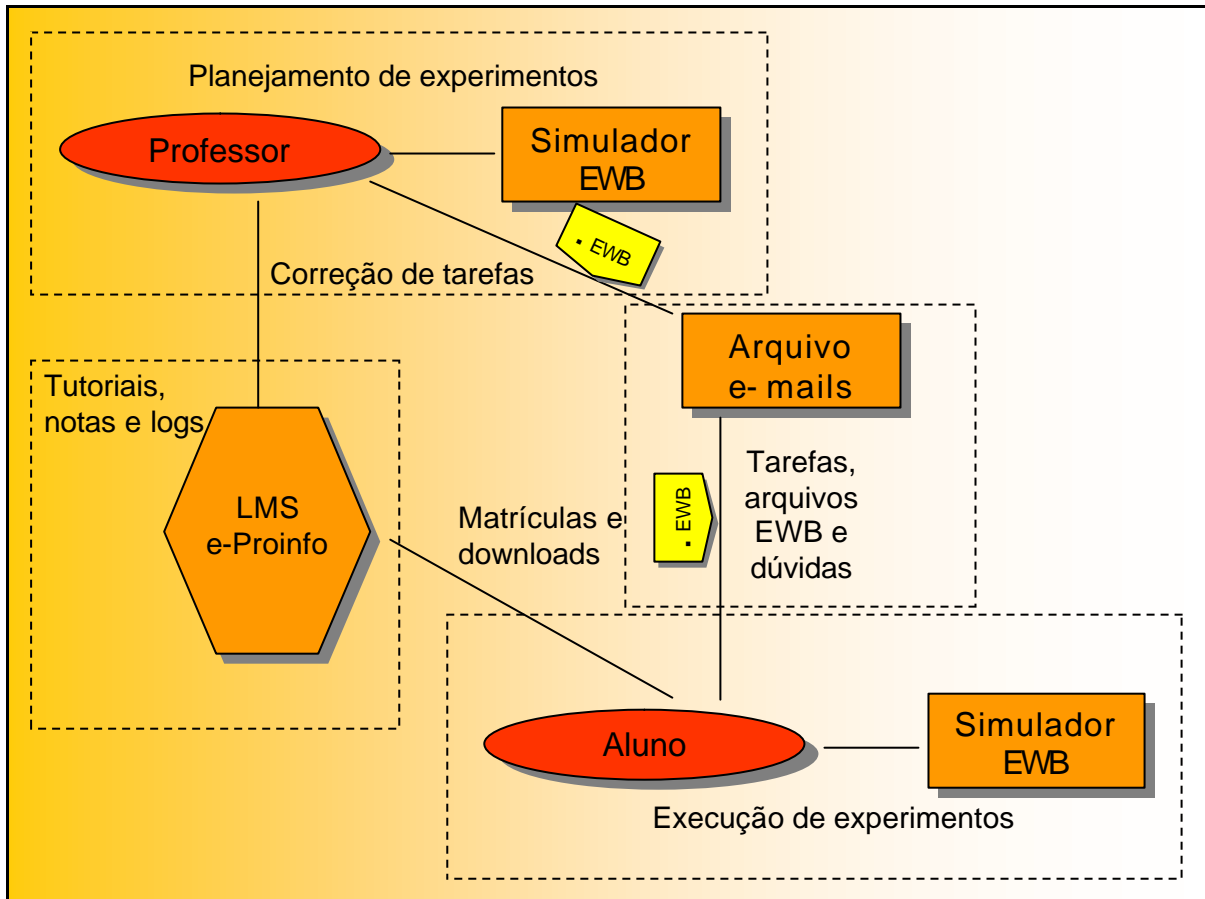 Planejamento de experimentos
Professor
Simulador
EWB
. EWB
Correção de tarefas
Arquivo
e- mails
Tutoriais,
notas e logs
LMS
e-Proinfo
Matrículas e
downloads
. EWB
Tarefas,
arquivos
EWB e
dúvidas
Aluno
Simulador
EWB
Execução de experimentos